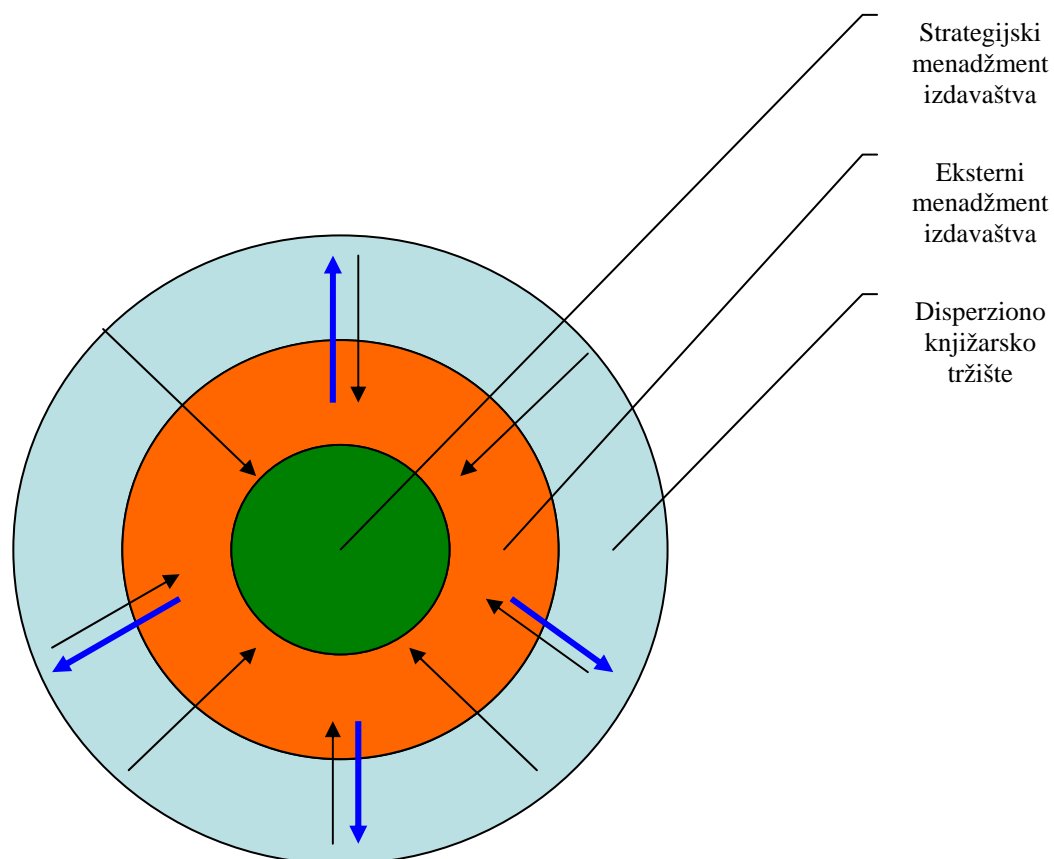 Strategijski
menadžment
izdavaštva
Eksterni
menadžment
izdavaštva
Disperziono
knjižarsko
tržište